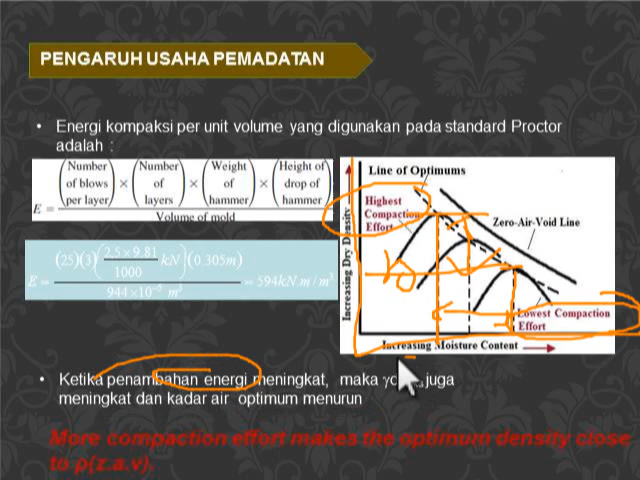 PENGARUH USAHA PEMADATAN
• Energi kompaksi per unit volume yang digunakan pada standard Proctor
adalah :
E = (Number of blows per layer) × (Number of layers) × (Weight of hammer) × (Height of drop of hammer) / Volume of mold
E = (25)(3)(2.5 × 9.81 / 1000 kN)(0.305m) / 944 ×10⁻⁶ m³ = 594kN.m / m³
Line of Optimums
Highest
Compaction
Effort
Zero-Air-Void Line
Increasing Dry Density
Lowest Compaction
Effort
Increasing Moisture Content
• Ketika penambahan energi meningkat, maka juga
meningkat dan kadar air optimum menurun
More compaction effort makes the optimum density close
to ρ(z.a.v).